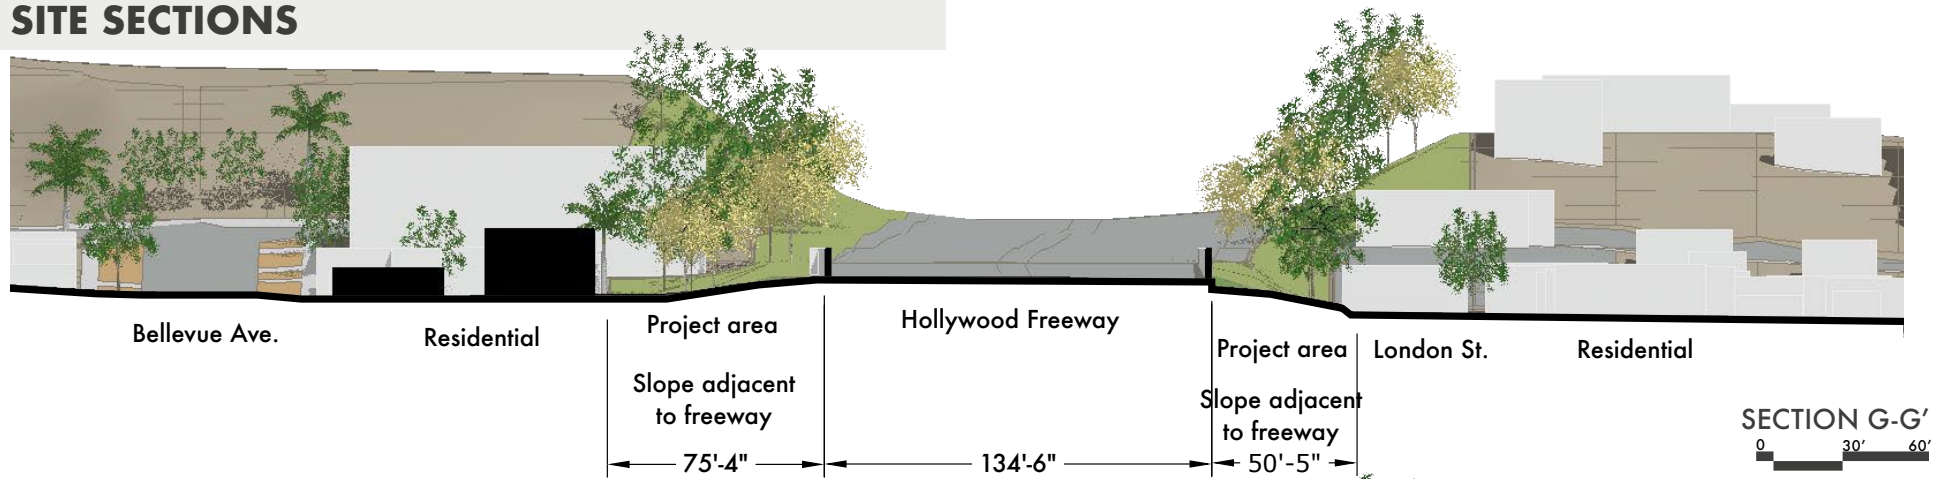 SITE SECTIONS
Bellevue Ave.
Residential
Project area
Slope adjacent
to freeway
75'-4"
Hollywood Freeway
134'-6"
Project area
Slope adjacent
to freeway
50'-5"
London St.
Residential
SECTION G-G'
0 30' 60'